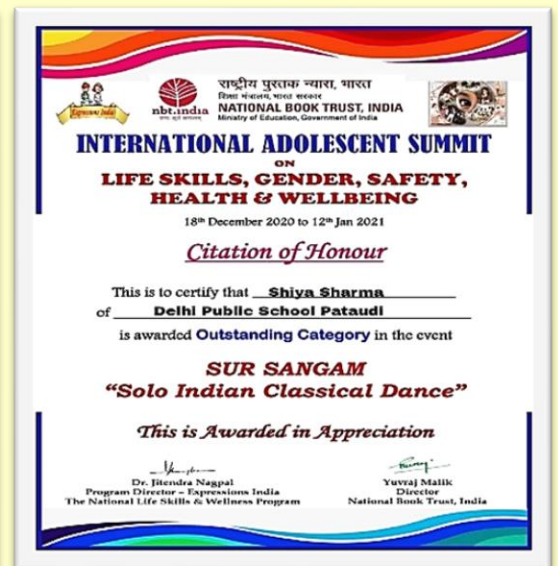 Expressions India
nbt.india
एकः सूते सकलम्
राष्ट्रीय पुस्तक न्यास, भारत
शिक्षा मंत्रालय, भारत सरकार
NATIONAL BOOK TRUST, INDIA
Ministry of Education, Government of India
INTERNATIONAL ADOLESCENT SUMMIT
ON
LIFE SKILLS, GENDER, SAFETY,
HEALTH & WELLBEING
18th December 2020 to 12th Jan 2021
Citation of Honour
This is to certify that Shiya Sharma
of Delhi Public School Pataudi
is awarded Outstanding Category in the event
SUR SANGAM
“Solo Indian Classical Dance”
This is Awarded in Appreciation
Dr. Jitendra Nagpal
Program Director – Expressions India
The National Life Skills & Wellness Program
Yuvraj Malik
Director
National Book Trust, India